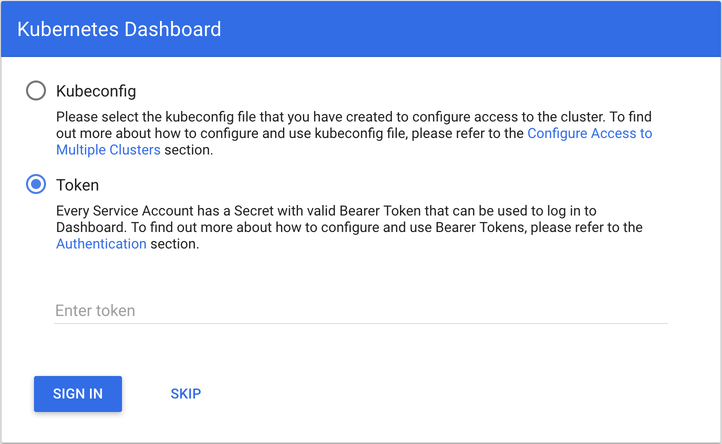 Kubernetes Dashboard
Kubeconfig
Please select the kubeconfig file that you have created to configure access to the cluster. To find
out more about how to configure and use kubeconfig file, please refer to the Configure Access to
Multiple Clusters section.
Token
Every Service Account has a Secret with valid Bearer Token that can be used to log in to
Dashboard. To find out more about how to configure and use Bearer Tokens, please refer to the
Authentication section.
Enter token
SIGN IN SKIP